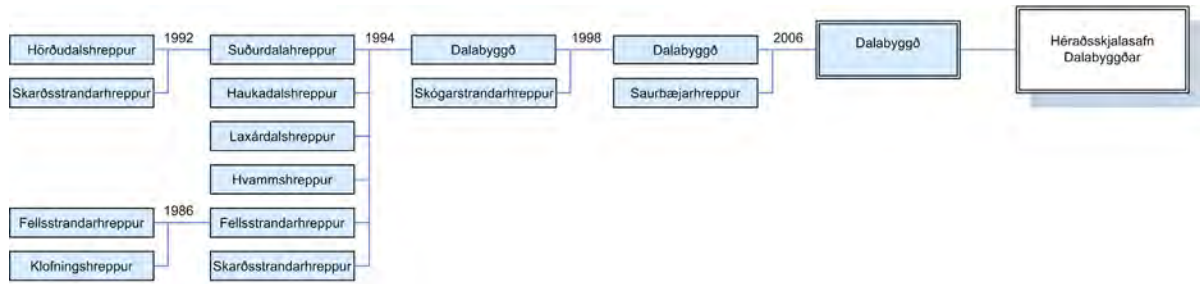 Hörðudalshreppur
1992
Suðurdalahreppur
1994
Dalabyggð
1998
Dalabyggð
2006
Dalabyggð
Héraðsskjalasafn
Dalabyggðar
Skarðsstrandarhreppur
Haukadalshreppur
Skógarstrandarhreppur
Saurbæjarhreppur
Laxárdalshreppur
Hvammshreppur
Fellsstrandarhreppur
1986
Fellsstrandarhreppur
Klofningshreppur
Skarðsstrandarhreppur